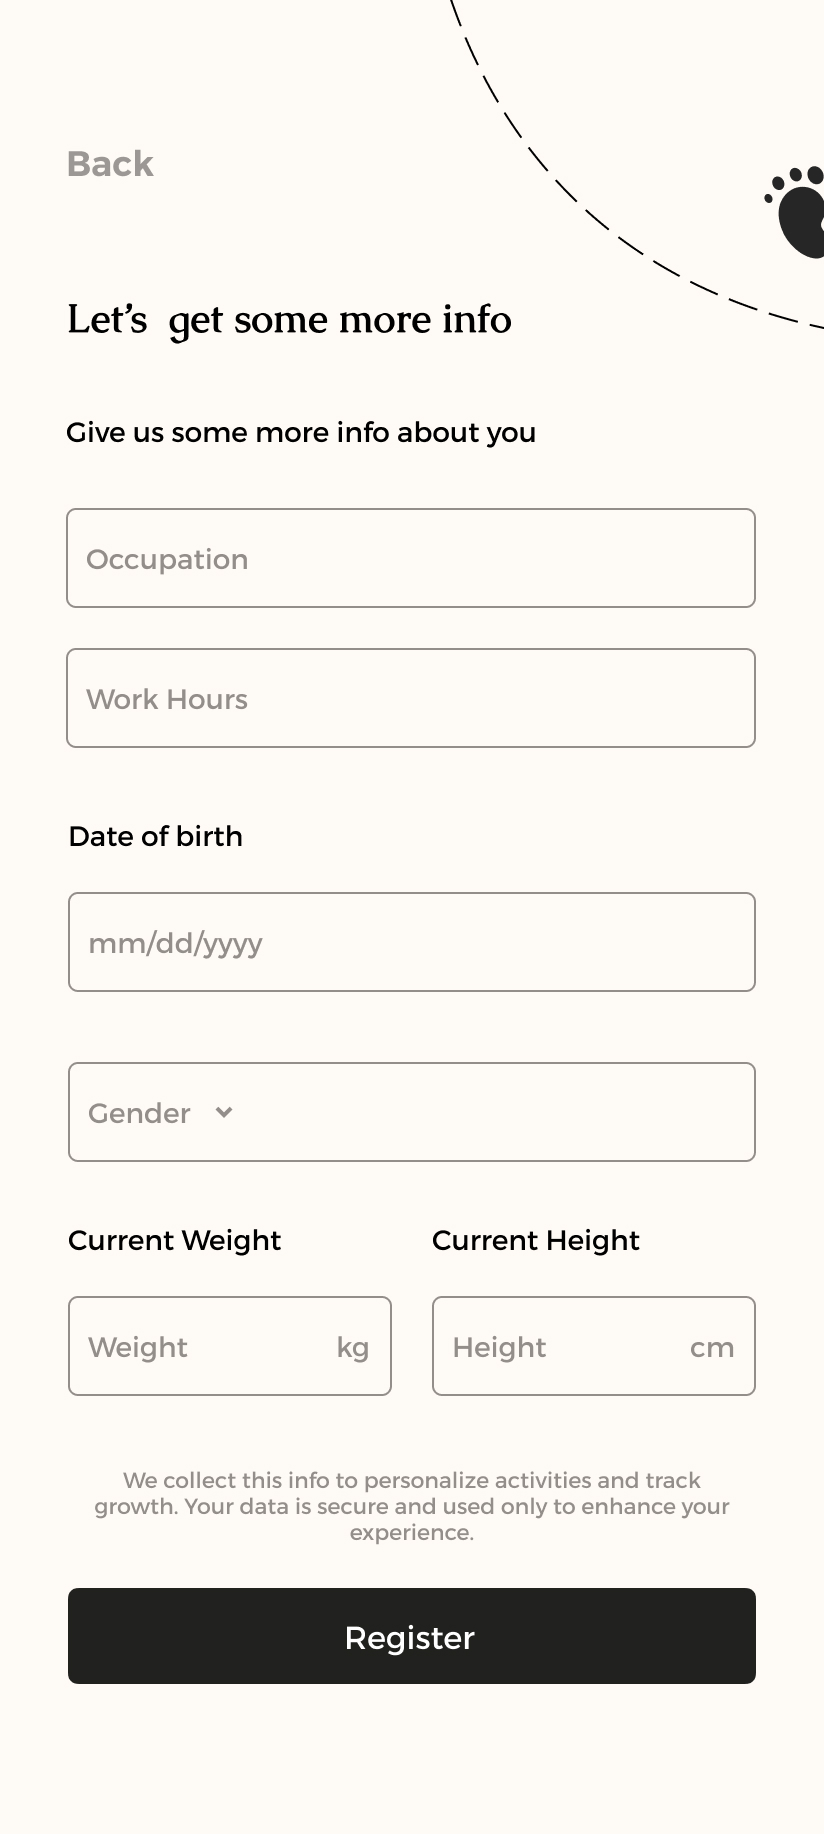 Back
Let’s  get some more info
Give us some more info about you
Occupation
Work Hours
Date of birth
mm/dd/yyyy
Gender
Current Weight
Current Height
Weight kg
Height cm
We collect this info to personalize activities and track
growth. Your data is secure and used only to enhance your
experience.
Register